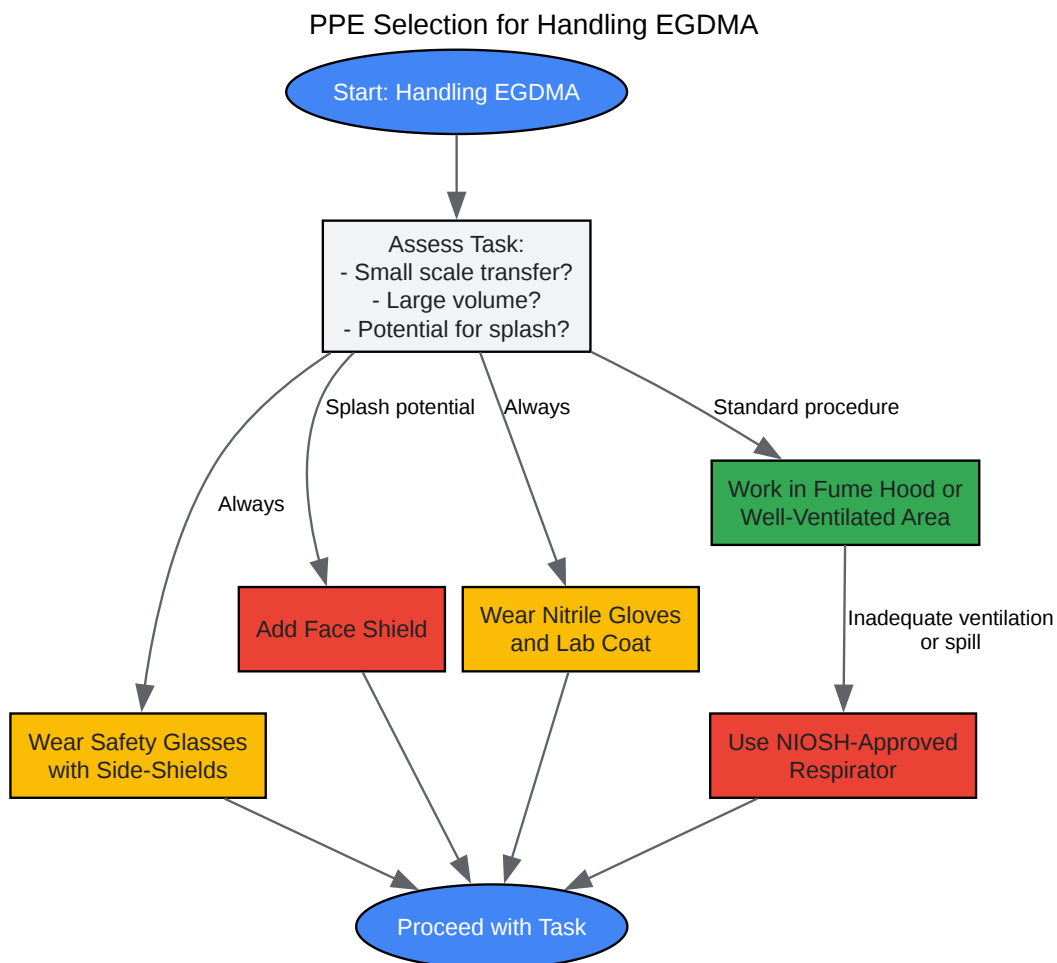 PPE Selection for Handling EGDMA
Start: Handling EGDMA
Assess Task:
- Small scale transfer?
- Large volume?
- Potential for splash?
Splash potential
Always
Standard procedure
Always
Work in Fume Hood or
Well-Ventilated Area
Add Face Shield
Wear Nitrile Gloves
and Lab Coat
Inadequate ventilation
or spill
Wear Safety Glasses
with Side-Shields
Use NIOSH-Approved
Respirator
Proceed with Task